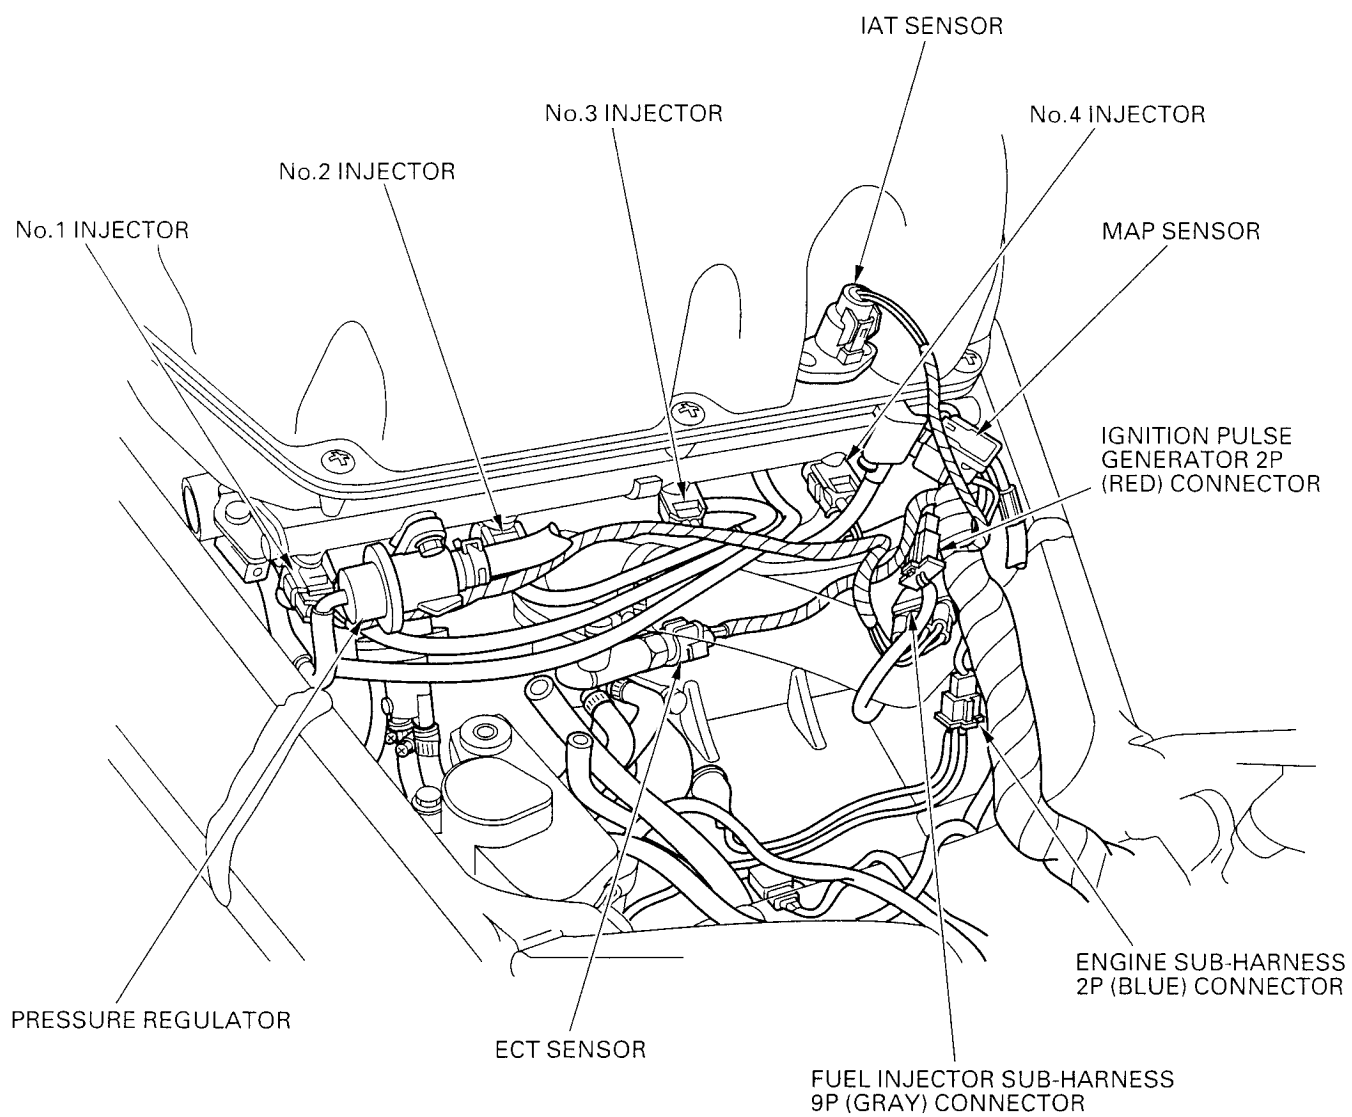 IAT SENSOR
No.3 INJECTOR
No.4 INJECTOR
No.2 INJECTOR
No.1 INJECTOR
MAP SENSOR
IGNITION PULSE
GENERATOR 2P
(RED) CONNECTOR
ENGINE SUB-HARNESS
2P (BLUE) CONNECTOR
PRESSURE REGULATOR
ECT SENSOR
FUEL INJECTOR SUB-HARNESS
9P (GRAY) CONNECTOR